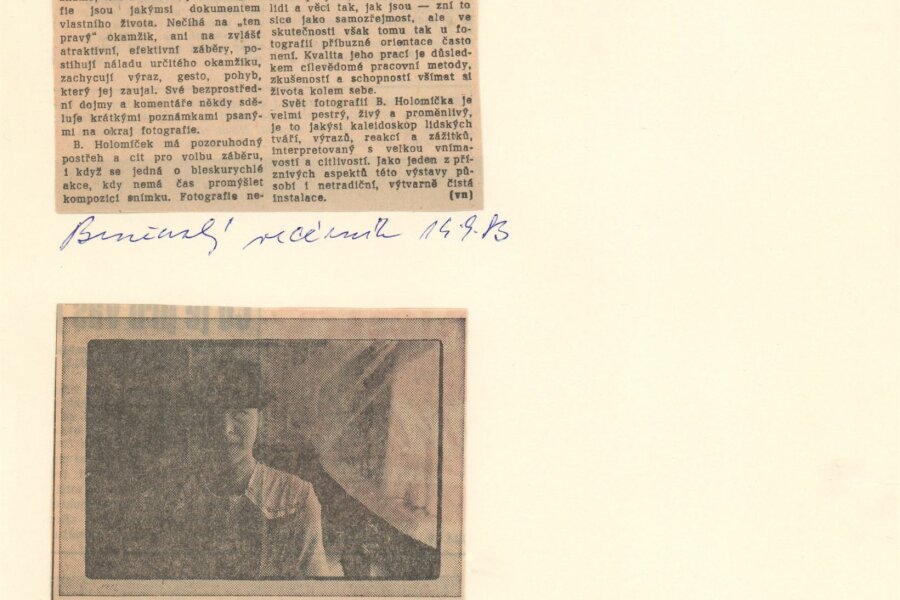 fie jsou jakýmsi dokumentem
vlastního života. Nečíhá na „ten
pravý“ okamžik, ani na zvlášť
atraktivní, efektivní záběry, po-
stihují náladu určitého okamžiku,
zachycují výraz, gesto, pohyb,
který jej zaujal. Své bezprostřed-
ní dojmy a komentáře někdy sdě-
luje krátkými poznámkami psaný-
mi na okraj fotografie.
B. Holomíček má pozoruhodný
postřeh a cit pro volbu záběru,
i když se jedná o bleskurychlé
akce, kdy nemá čas promýšlet
kompozici snímku. Fotografie ne-
lidi a věci tak, jak jsou — zní to
sice jako samozřejmost, ale ve
skutečnosti však tomu tak u fo-
tografií příbuzné orientace často
není. Kvalita jeho prací je důsled-
kem cílevědomé pracovní metody,
zkušeností a schopností všímat si
života kolem sebe.
Svět fotografií B. Holomíčka je
velmi pestrý, živý a proměnlivý,
je to jakýsi kaleidoskop lidských
tváří, výrazů, reakcí a zážitků,
interpretovaný s velkou vníma-
vostí a citlivostí. Jako jeden z pří-
znivých aspektů této výstavy pů-
sobí i netradiční, výtvarně čistá
instalace. (vn)
Brněnský večerník 14.9.83